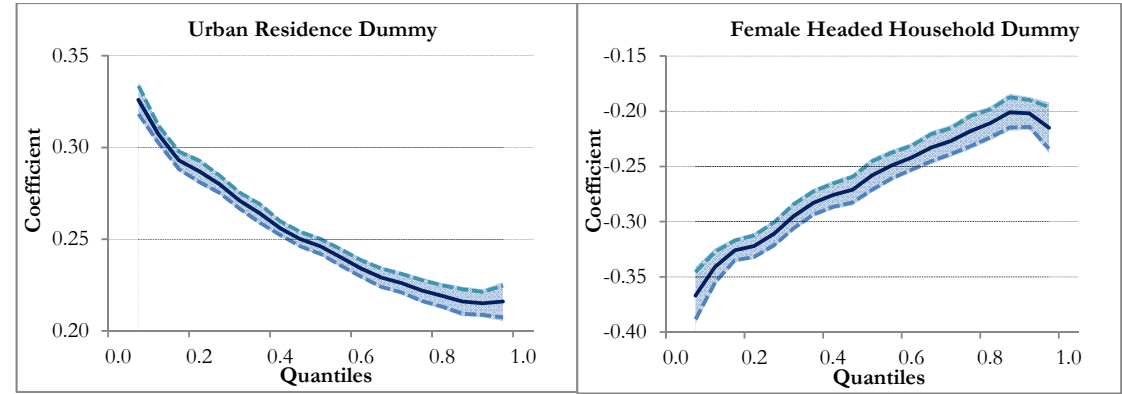 Urban Residence Dummy
0.35
0.30
0.25
0.20
Coefficient
0.0 0.2 0.4 0.6 0.8 1.0
Quantiles
Female Headed Household Dummy
-0.15
-0.20
-0.25
-0.30
-0.35
-0.40
Coefficient
0.0 0.2 0.4 0.6 0.8 1.0
Quantiles